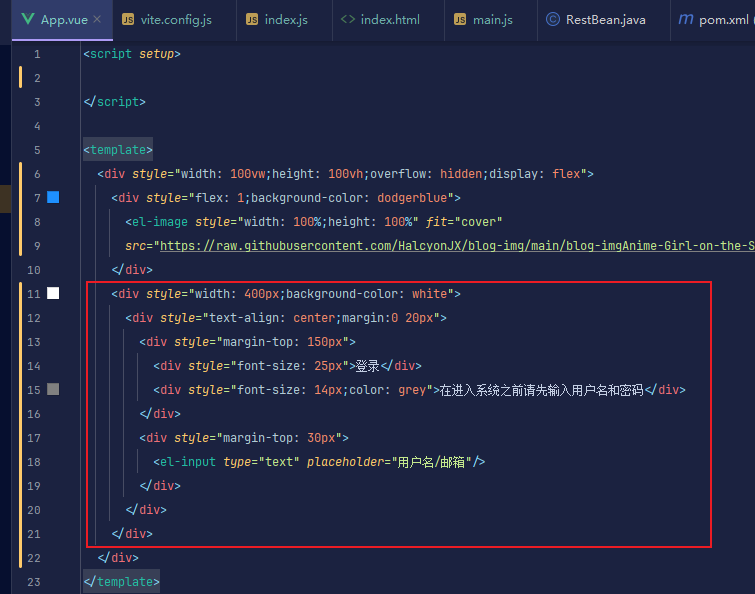 App.vue × JS vite.config.js JS index.js <> index.html JS main.js C RestBean.java m pom.xml
1 <script setup>
2
3 </script>
4
5 <template>
6 <div style="width: 100vw;height: 100vh;overflow: hidden;display: flex">
7 <div style="flex: 1;background-color: dodgerblue">
8 <el-image style="width: 100%;height: 100%" fit="cover"
9 src="https://raw.githubusercontent.com/HalcyonJX/blog-img/main/blog-imgAnime-Girl-on-the-S
10 </div>
11 <div style="width: 400px;background-color: white">
12 <div style="text-align: center;margin:0 20px">
13 <div style="margin-top: 150px">
14 <div style="font-size: 25px">登录</div>
15 <div style="font-size: 14px;color: grey">在进入系统之前请先输入用户名和密码</div>
16 </div>
17 <div style="margin-top: 30px">
18 <el-input type="text" placeholder="用户名/邮箱"/>
19 </div>
20 </div>
21 </div>
22 </div>
23 </template>